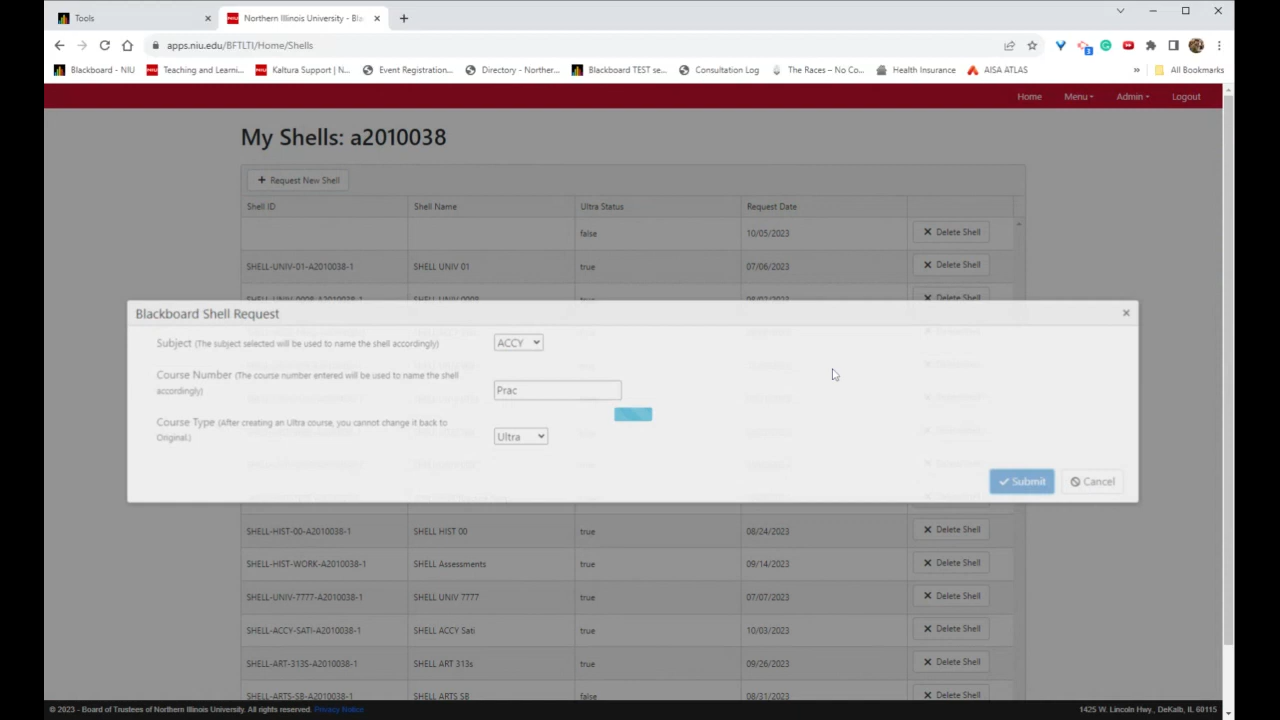 Tools
Northern Illinois University - Bla
apps.niu.edu/BFTLTI/Home/Shells
Blackboard - NIU
Teaching and Learni...
Kaltura Support | N...
Event Registration...
Directory - Norther...
Blackboard TEST se...
Consultation Log
The Races – No Co...
Health Insurance
AISA ATLAS
»
All Bookmarks
Home
Menu
Admin
Logout
My Shells: a2010038
+ Request New Shell
Shell ID Shell Name Ultra Status Request Date
false 10/05/2023 Delete Shell
SHELL-UNIV-01-A2010038-1 SHELL UNIV 01 true 07/06/2023 Delete Shell
Blackboard Shell Request
Subject (The subject selected will be used to name the shell accordingly) ACCY
Course Number (The course number entered will be used to name the shell
accordingly) Prac
Course Type (After creating an Ultra course, you cannot change it back to
Original.) Ultra
Submit Cancel
SHELL-HIST-00-A2010038-1 SHELL HIST 00 true 08/24/2023 Delete Shell
SHELL-HIST-WORK-A2010038-1 SHELL Assessments true 09/14/2023 Delete Shell
SHELL-UNIV-7777-A2010038-1 SHELL UNIV 7777 true 07/07/2023 Delete Shell
SHELL-ACCY-SATI-A2010038-1 SHELL ACCY Sati true 10/03/2023 Delete Shell
SHELL-ART-313S-A2010038-1 SHELL ART 313s true 09/26/2023 Delete Shell
SHELL-ARTS-SB-A2010038-1 SHELL ARTS SB false 08/31/2023 Delete Shell
© 2023 - Board of Trustees of Northern Illinois University. All rights reserved. Privacy Notice
1425 W. Lincoln Hwy., DeKalb, IL 60115